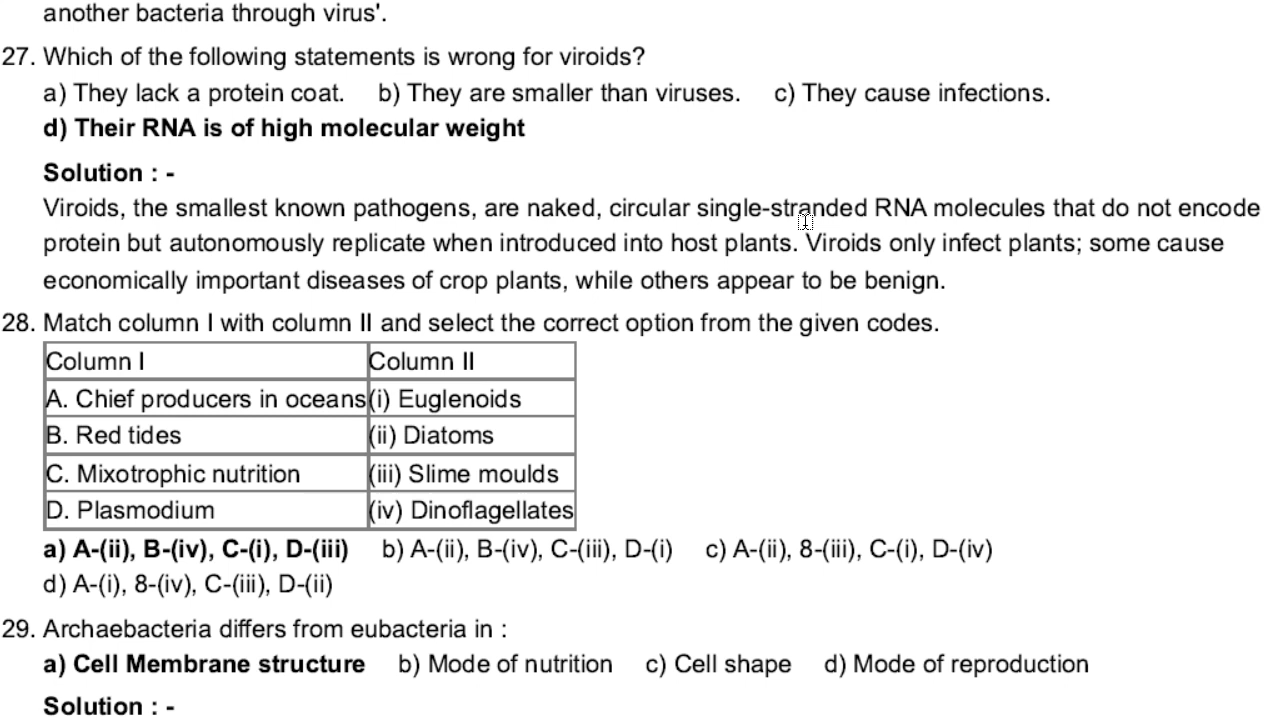 another bacteria through virus'.
27. Which of the following statements is wrong for viroids?
a) They lack a protein coat. b) They are smaller than viruses. c) They cause infections.
d) Their RNA is of high molecular weight
Solution : -
Viroids, the smallest known pathogens, are naked, circular single-stranded RNA molecules that do not encode
protein but autonomously replicate when introduced into host plants. Viroids only infect plants; some cause
economically important diseases of crop plants, while others appear to be benign.
28. Match column I with column II and select the correct option from the given codes.
Column I Column II
A. Chief producers in oceans (i) Euglenoids
B. Red tides (ii) Diatoms
C. Mixotrophic nutrition (iii) Slime moulds
D. Plasmodium (iv) Dinoflagellates
a) A-(ii), B-(iv), C-(i), D-(iii) b) A-(ii), B-(iv), C-(iii), D-(i) c) A-(ii), 8-(iii), C-(i), D-(iv)
d) A-(i), 8-(iv), C-(iii), D-(ii)
29. Archaebacteria differs from eubacteria in :
a) Cell Membrane structure b) Mode of nutrition c) Cell shape d) Mode of reproduction
Solution : -